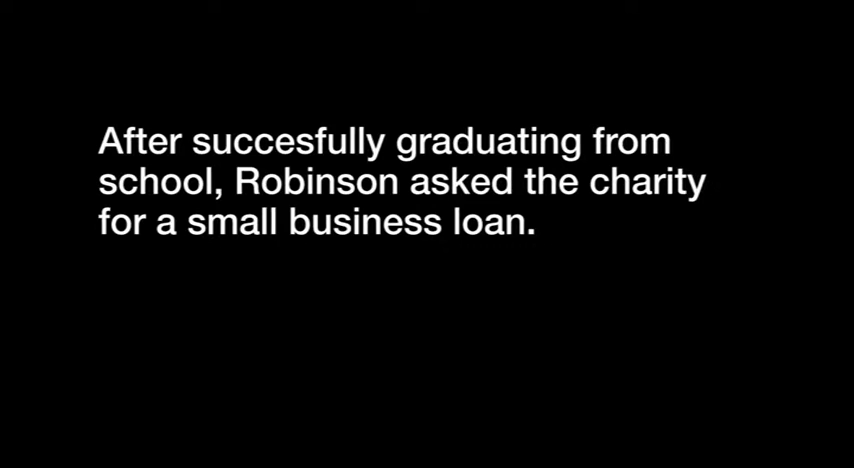 After succesfully graduating from
school, Robinson asked the charity
for a small business loan.